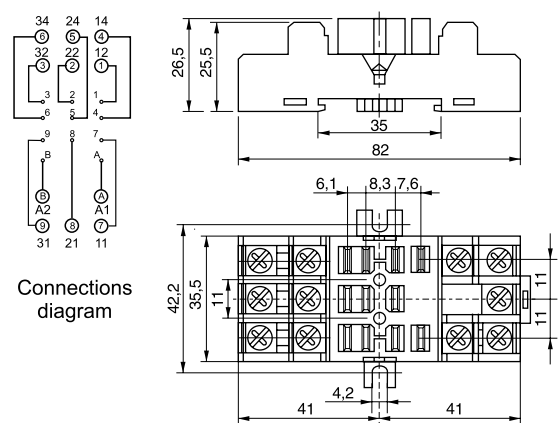 34 24 14
6 5 4
32 22 12
3 2 1
3 2 1
6 5 4
9 8 7
B A
B A
A2 A1
9 8 7
31 21 11
Connections
diagram
26,5
25,5
35
82
6,1 8,3 7,6
42,2
35,5
11
11
11
4,2
41 41